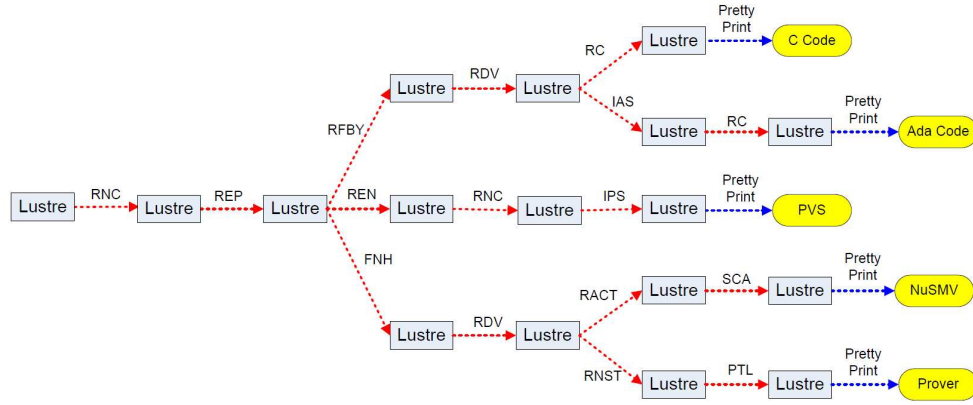 Pretty
Print
Lustre
C Code
RC
RDV
Lustre
Lustre
IAS
Pretty
Print
RFBY
RC
Lustre
Lustre
Ada Code
Pretty
Print
RNC
REP
REN
RNC
IPS
Lustre
Lustre
Lustre
Lustre
Lustre
Lustre
PVS
FNH
Pretty
Print
SCA
RACT
Lustre
Lustre
NuSMV
RDV
Lustre
Lustre
Pretty
Print
RNST
PTL
Lustre
Lustre
Prover